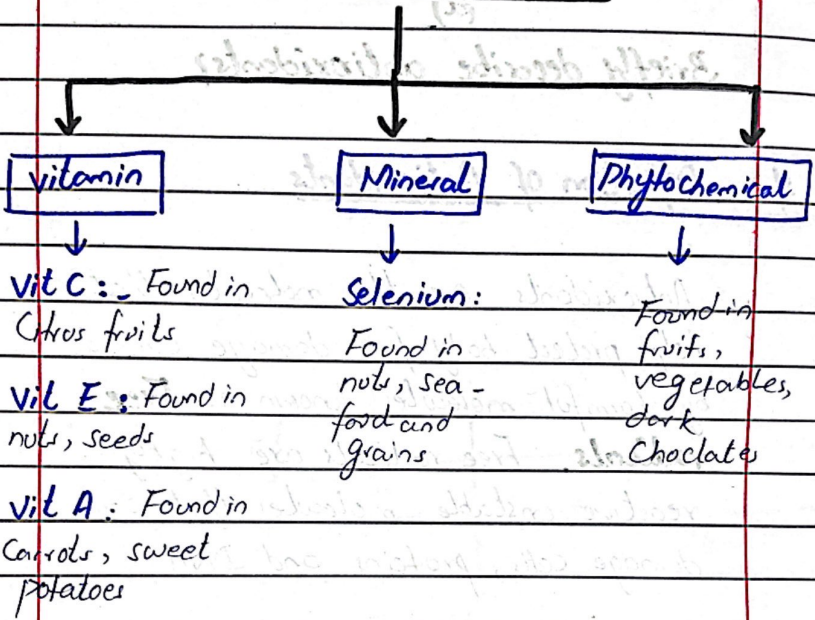 Vitamin
Mineral
Phytochemical
Vit C :- Found in
Citrus fruits
Vit E : Found in
nuts, seeds
Vit A : Found in
Carrots, sweet
potatoes
Selenium :
Found in
nuts, sea-
food and
grains
Found in
fruits,
vegetables,
dark
Choclates